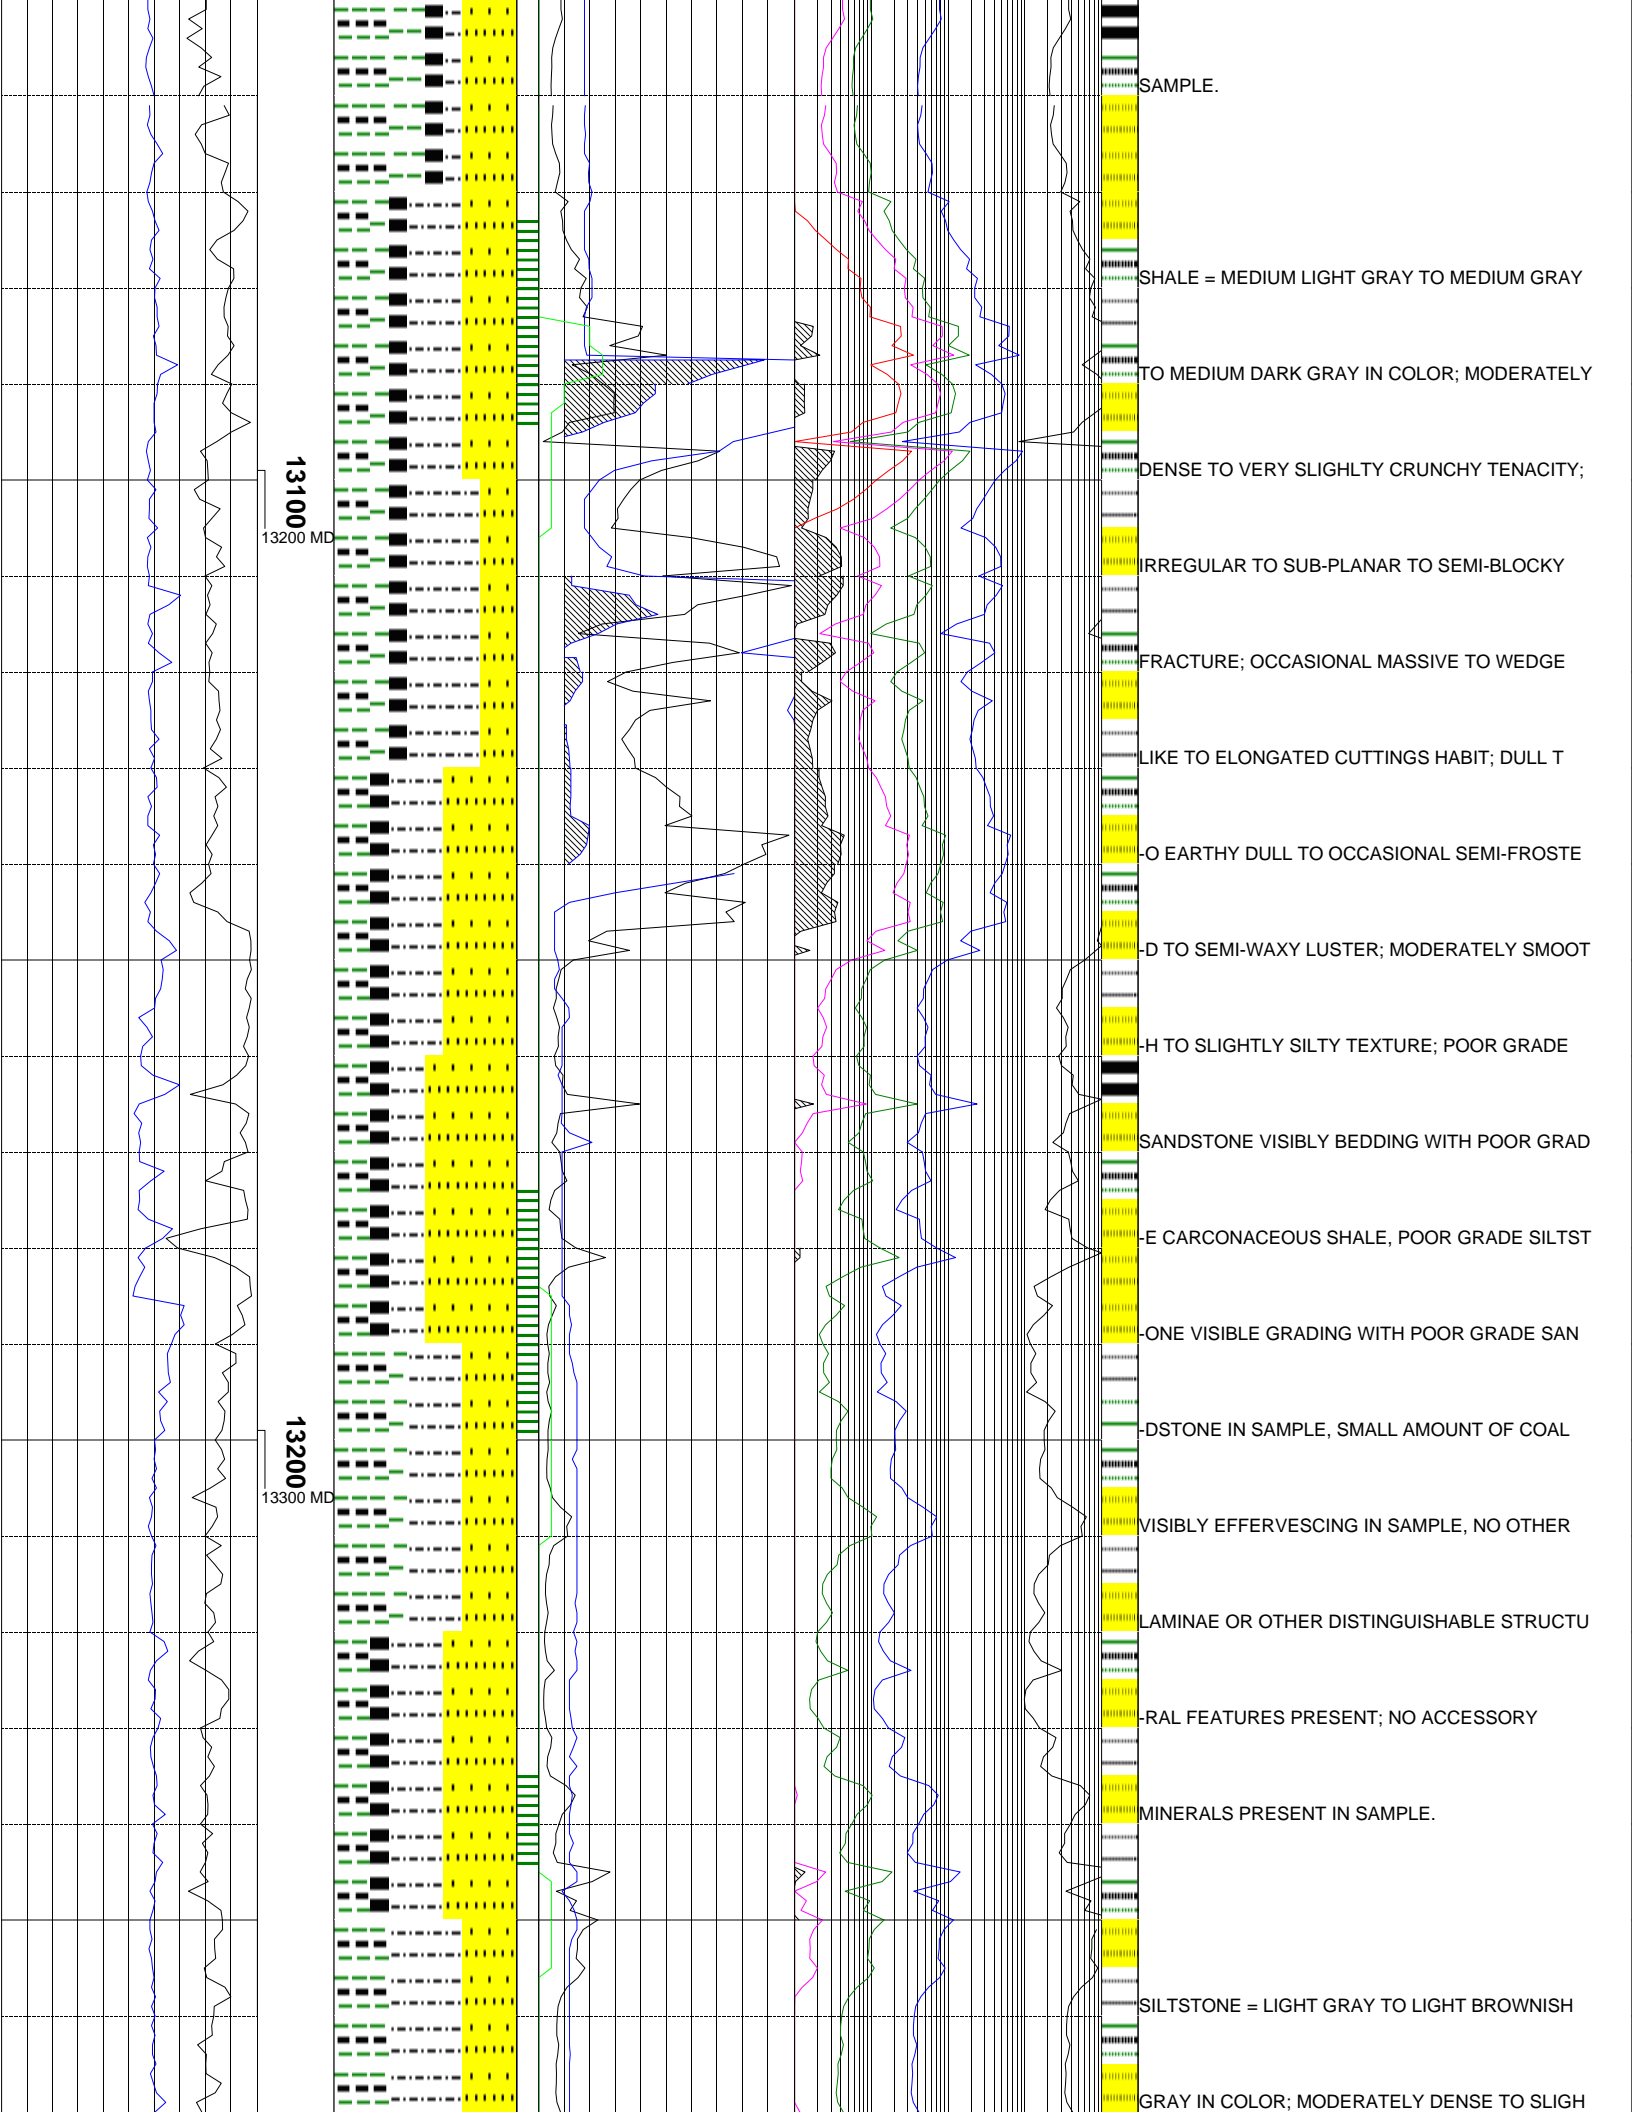 SAMPLE.
SHALE = MEDIUM LIGHT GRAY TO MEDIUM GRAY
TO MEDIUM DARK GRAY IN COLOR; MODERATELY
13100
DENSE TO VERY SLIGHLTY CRUNCHY TENACITY;
13200 MD
IRREGULAR TO SUB-PLANAR TO SEMI-BLOCKY
FRACTURE; OCCASIONAL MASSIVE TO WEDGE
LIKE TO ELONGATED CUTTINGS HABIT; DULL T
-O EARTHY DULL TO OCCASIONAL SEMI-FROSTE
-D TO SEMI-WAXY LUSTER; MODERATELY SMOOT
-H TO SLIGHTLY SILTY TEXTURE; POOR GRADE
SANDSTONE VISIBLY BEDDING WITH POOR GRAD
-E CARCONACEOUS SHALE, POOR GRADE SILTST
-ONE VISIBLE GRADING WITH POOR GRADE SAN
13200
-DSTONE IN SAMPLE, SMALL AMOUNT OF COAL
13300 MD
VISIBLY EFFERVESCING IN SAMPLE, NO OTHER
LAMINAE OR OTHER DISTINGUISHABLE STRUCTU
-RAL FEATURES PRESENT; NO ACCESSORY
MINERALS PRESENT IN SAMPLE.
SILTSTONE = LIGHT GRAY TO LIGHT BROWNISH
GRAY IN COLOR; MODERATELY DENSE TO SLIGH